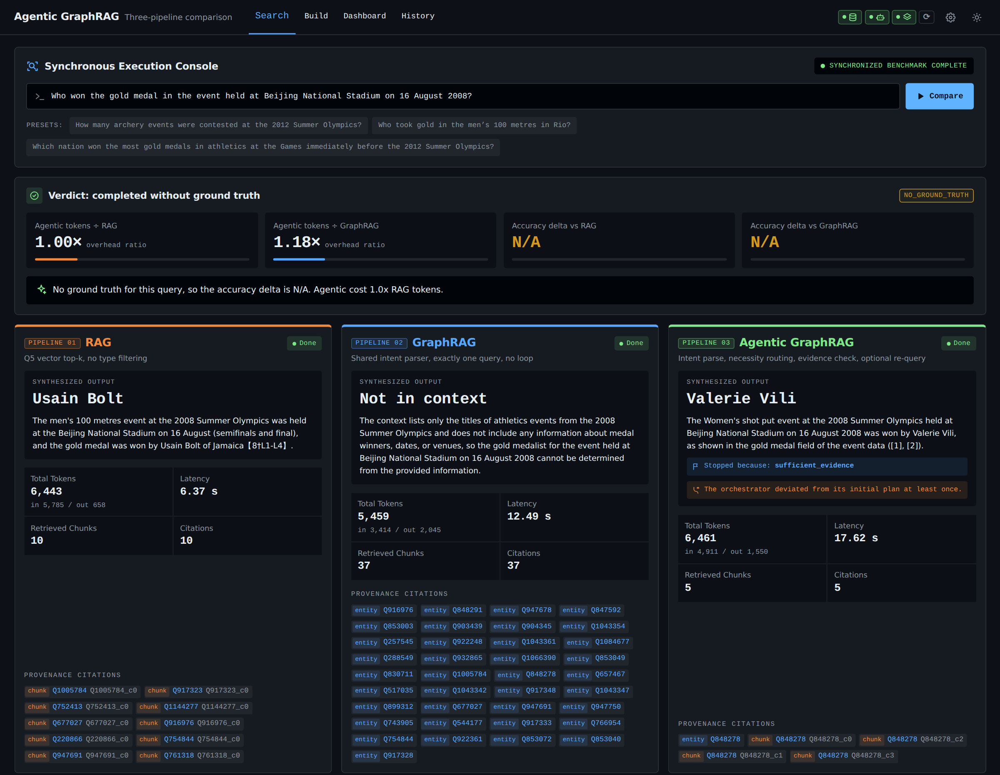 Agentic GraphRAG Three-pipeline comparison Search Build Dashboard History
Synchronous Execution Console
SYNCHRONIZED BENCHMARK COMPLETE
>_ Who won the gold medal in the event held at Beijing National Stadium on 16 August 2008?
Compare
PRESETS: How many archery events were contested at the 2012 Summer Olympics? Who took gold in the men’s 100 metres in Rio?
Which nation won the most gold medals in athletics at the Games immediately before the 2012 Summer Olympics?
Verdict: completed without ground truth
NO_GROUND_TRUTH
Agentic tokens ÷ RAG
1.00× overhead ratio
Agentic tokens ÷ GraphRAG
1.18× overhead ratio
Accuracy delta vs RAG
N/A
Accuracy delta vs GraphRAG
N/A
No ground truth for this query, so the accuracy delta is N/A. Agentic cost 1.0x RAG tokens.
PIPELINE 01 RAG Done
Q5 vector top-k, no type filtering
SYNTHESIZED OUTPUT
Usain Bolt
The men's 100 metres event at the 2008 Summer Olympics was held
at the Beijing National Stadium on 16 August (semifinals and final),
and the gold medal was won by Usain Bolt of Jamaica【8†L1-L4】.
Total Tokens
6,443
in 5,785 / out 658
Latency
6.37 s
Retrieved Chunks
10
Citations
10
PROVENANCE CITATIONS
chunk Q1005784 Q1005784_c0 chunk Q917323 Q917323_c0
chunk Q752413 Q752413_c0 chunk Q1144277 Q1144277_c0
chunk Q677027 Q677027_c0 chunk Q916976 Q916976_c0
chunk Q220866 Q220866_c0 chunk Q754844 Q754844_c0
chunk Q947691 Q947691_c0 chunk Q761318 Q761318_c0
PIPELINE 02 GraphRAG Done
Shared intent parser, exactly one query, no loop
SYNTHESIZED OUTPUT
Not in context
The context lists only the titles of athletics events from the 2008
Summer Olympics and does not include any information about medal
winners, dates, or venues, so the gold medalist for the event held at
Beijing National Stadium on 16 August 2008 cannot be determined
from the provided information.
Total Tokens
5,459
in 3,414 / out 2,045
Latency
12.49 s
Retrieved Chunks
37
Citations
37
PROVENANCE CITATIONS
entity Q916976 entity Q848291 entity Q947678 entity Q847592
entity Q853003 entity Q903439 entity Q904345 entity Q1043354
entity Q257545 entity Q922248 entity Q1043361 entity Q1084677
entity Q288549 entity Q932865 entity Q1066390 entity Q853049
entity Q830711 entity Q1005784 entity Q848278 entity Q657467
entity Q517035 entity Q1043342 entity Q917348 entity Q1043347
entity Q899312 entity Q677027 entity Q947691 entity Q947750
entity Q743905 entity Q544177 entity Q917333 entity Q766954
entity Q754844 entity Q922361 entity Q853072 entity Q853040
entity Q917328
PIPELINE 03 Agentic GraphRAG Done
Intent parse, necessity routing, evidence check, optional re-query
SYNTHESIZED OUTPUT
Valerie Vili
The Women's shot put event at the 2008 Summer Olympics held at
Beijing National Stadium on 16 August 2008 was won by Valerie Vili,
as shown in the gold medal field of the event data ([1], [2]).
Stopped because: sufficient_evidence
The orchestrator deviated from its initial plan at least once.
Total Tokens
6,461
in 4,911 / out 1,550
Latency
17.62 s
Retrieved Chunks
5
Citations
5
PROVENANCE CITATIONS
entity Q848278 chunk Q848278 Q848278_c0 chunk Q848278 Q848278_c2
chunk Q848278 Q848278_c1 chunk Q848278 Q848278_c3